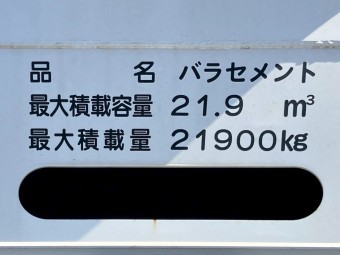 品名 バラセメント
最大積載容量 21.9 m³
最大積載量 21900kg